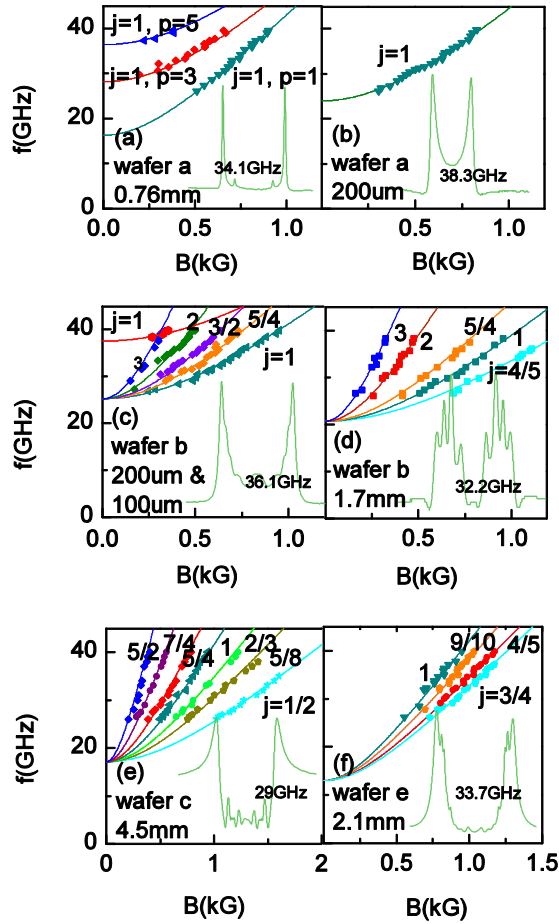 j=1, p=5
j=1, p=3
j=1, p=1
(a)
wafer a
0.76mm
34.1GHz
f(GHz)
40
20
0
0.0 0.5 1.0
B(kG)
j=1
(b)
wafer a
200um
38.3GHz
0.5 1.0
B(kG)
j=1
2
3/2
5/4
3
j=1
(c)
wafer b
200um &
100um
36.1GHz
f(GHz)
40
20
0
0.0 0.5 1.0
B(kG)
3
2
5/4
1
j=4/5
(d)
wafer b
1.7mm
32.2GHz
0.5 1.0
B(kG)
5/2
7/4
5/4
1
2/3
5/8
j=1/2
(e)
wafer c
4.5mm
29GHz
f(GHz)
40
20
0
0 1 2
B(kG)
9/10
4/5
1
j=3/4
(f)
wafer e
2.1mm
33.7GHz
0.5 1.0 1.5
B(kG)